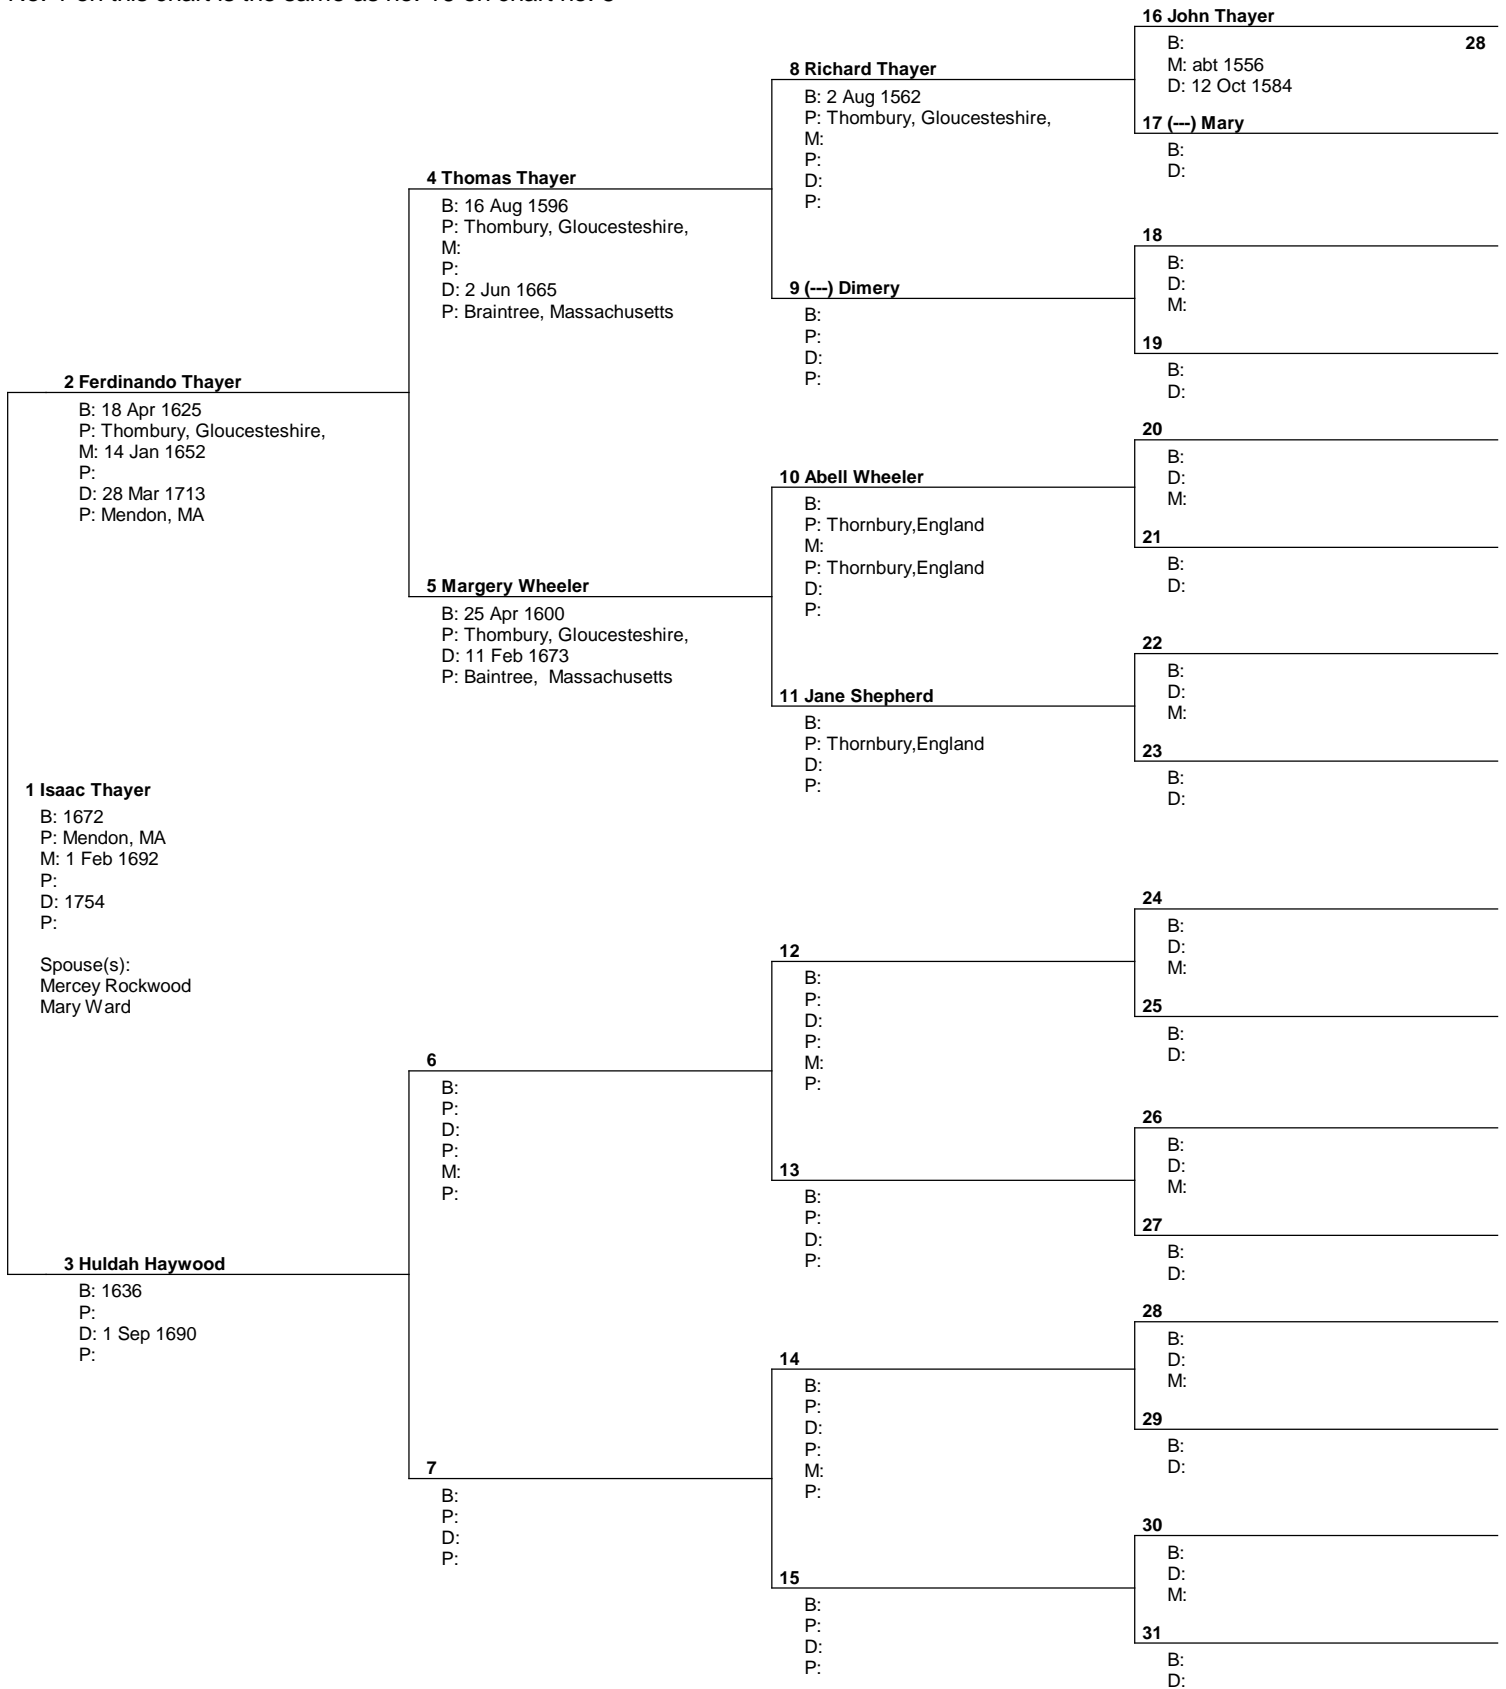 on this chart is the same as no.
on chart no.
1 Isaac Thayer
B: 1672
P: Mendon, MA
M: 1 Feb 1692
P:
D: 1754
P:
Spouse(s):
Mercey Rockwood
Mary Ward
2 Ferdinando Thayer
B: 18 Apr 1625
P: Thombury, Gloucesteshire,
M: 14 Jan 1652
P:
D: 28 Mar 1713
P: Mendon, MA
3 Huldah Haywood
B: 1636
P:
D: 1 Sep 1690
P:
4 Thomas Thayer
B: 16 Aug 1596
P: Thombury, Gloucesteshire,
M:
P:
D: 2 Jun 1665
P: Braintree, Massachusetts
5 Margery Wheeler
B: 25 Apr 1600
P: Thombury, Gloucesteshire,
D: 11 Feb 1673
P: Baintree,  Massachusetts
6
B:
P:
D:
P:
M:
P:
7
B:
P:
D:
P:
8 Richard Thayer
B: 2 Aug 1562
P: Thombury, Gloucesteshire,
M:
P:
D:
P:
9 (---) Dimery
B:
P:
D:
P:
10 Abell Wheeler
B:
P: Thornbury,England
M:
P: Thornbury,England
D:
P:
11 Jane Shepherd
B:
P: Thornbury,England
D:
P:
12
B:
P:
D:
P:
M:
P:
13
B:
P:
D:
P:
14
B:
P:
D:
P:
M:
P:
15
B:
P:
D:
P:
16 John Thayer
B: 28
M: abt 1556
D: 12 Oct 1584
17 (---) Mary
B:
D:
18
B:
D:
M:
19
B:
D:
20
B:
D:
M:
21
B:
D:
22
B:
D:
M:
23
B:
D:
24
B:
D:
M:
25
B:
D:
26
B:
D:
M:
27
B:
D:
28
B:
D:
M:
29
B:
D:
30
B:
D:
M:
31
B:
D: